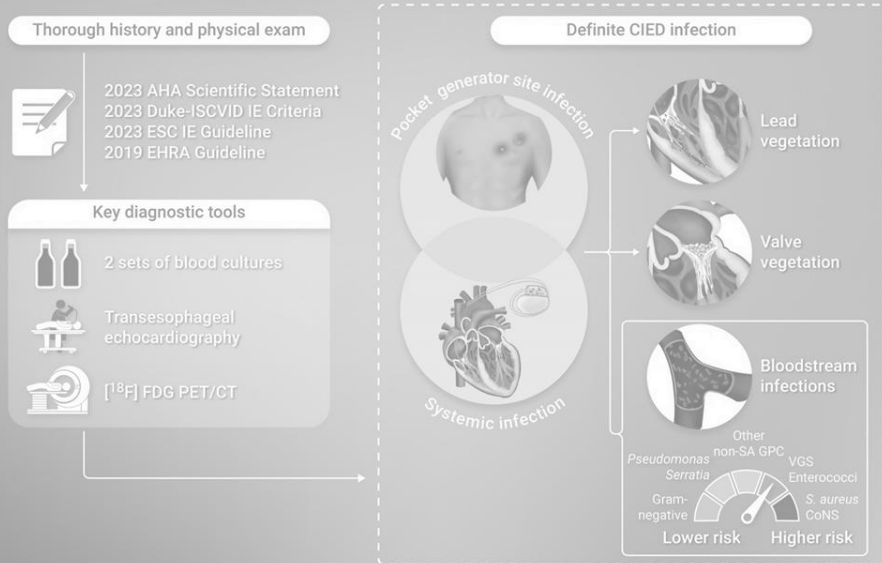 Thorough history and physical exam
2023 AHA Scientific Statement
2023 Duke-ISCVID IE Criteria
2023 ESC IE Guideline
2019 EHRA Guideline
Key diagnostic tools
2 sets of blood cultures
Transesophageal
echocardiography
[¹⁸F] FDG PET/CT
Definite CIED infection
Pocket generator site infection
Systemic infection
Lead
vegetation
Valve
vegetation
Bloodstream
infections
Other
non-SA GPC
Pseudomonas
Serratia
VGS
Enterococci
Gram-
negative
S. aureus
CoNS
Lower risk
Higher risk